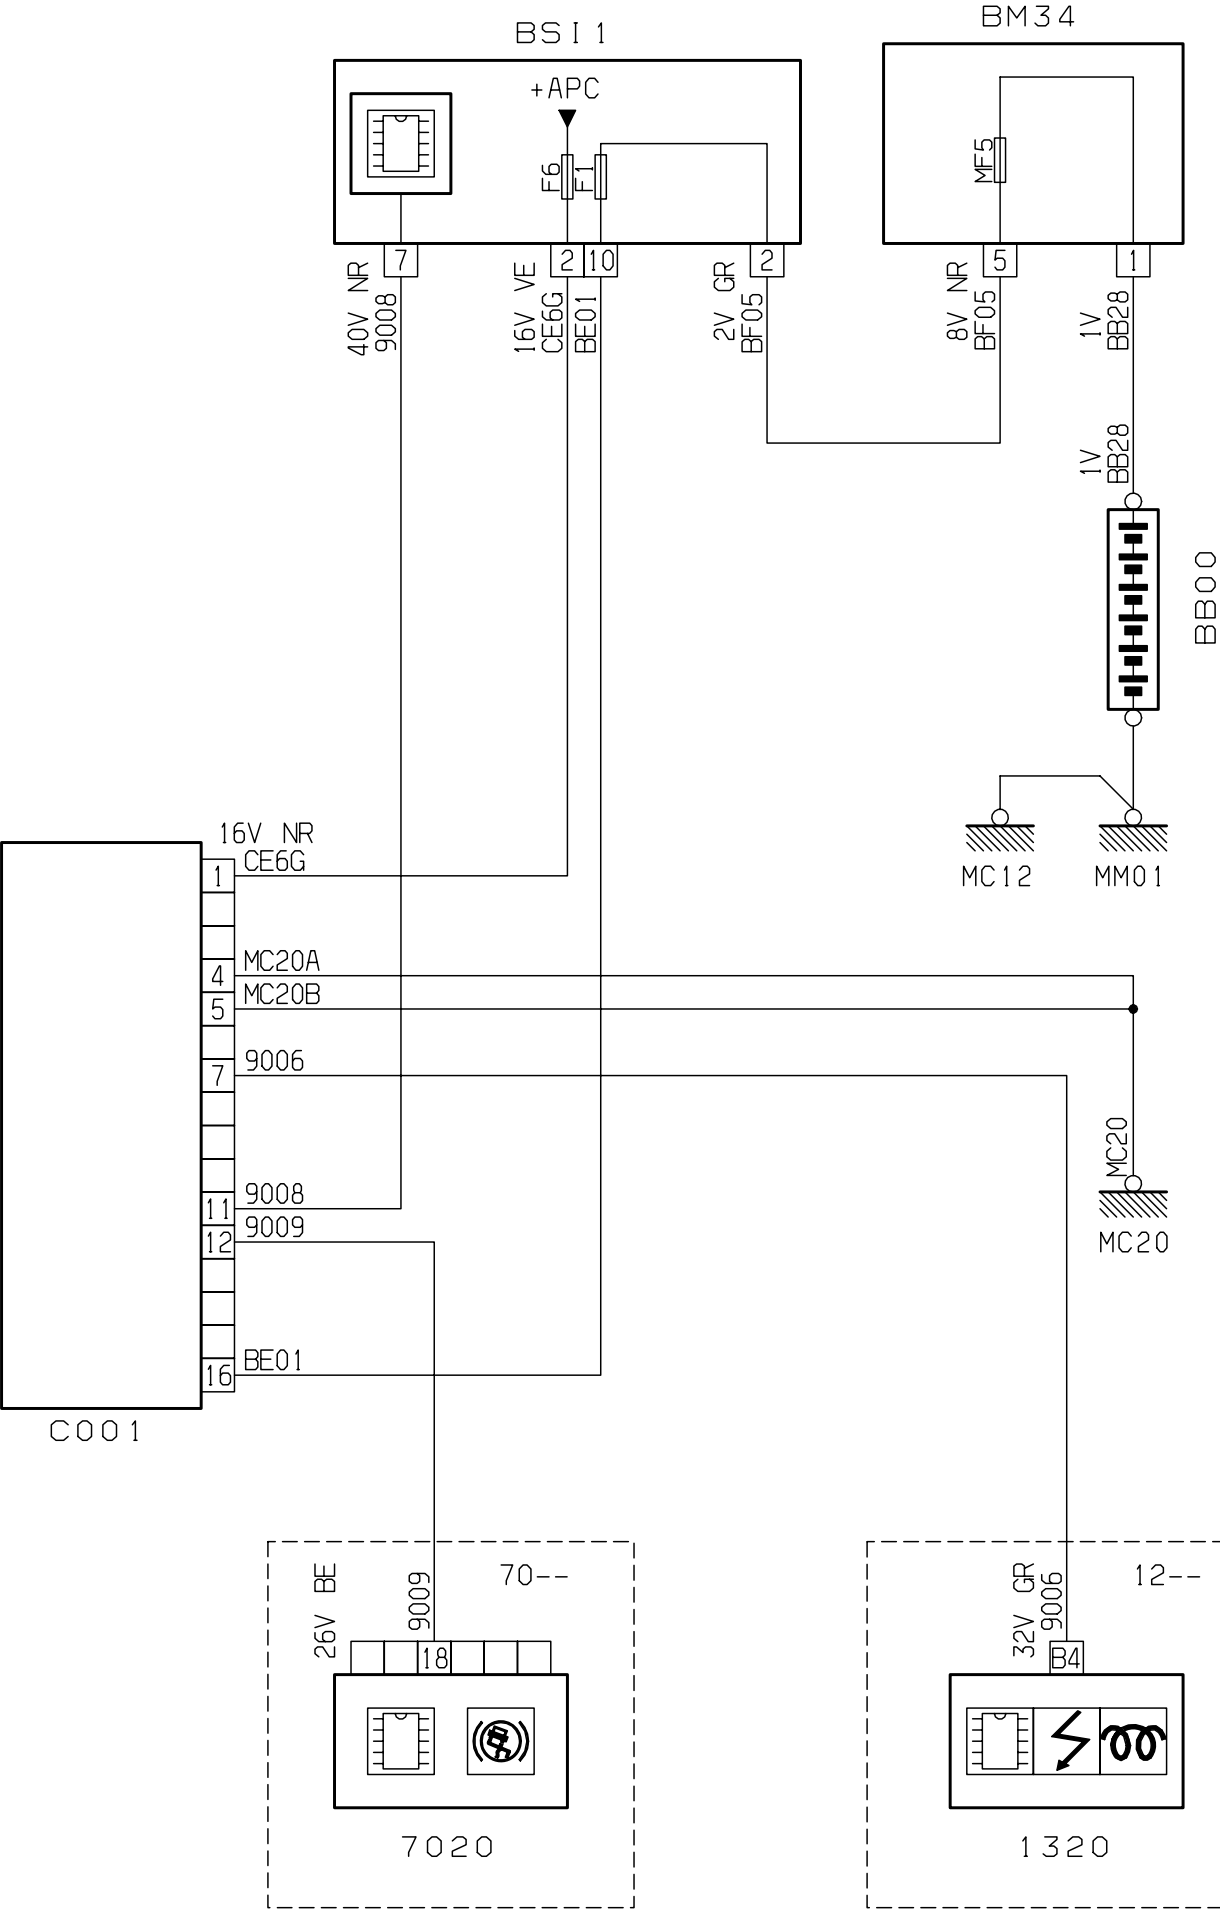 BSI1
BM34
+APC
F6
F1
MF5
7
2
10
2
5
1
40V NR
9008
16V VE
CE6G
BE01
2V GR
BF05
8V NR
BF05
1V
BB28
1V
BB28
BB00
MC12
MM01
16V NR
1
CE6G
4
MC20A
5
MC20B
7
9006
11
9008
12
9009
16
BE01
C001
MC20
MC20
70--
26V BE
9009
18
7020
12--
32V GR
9006
B4
1320